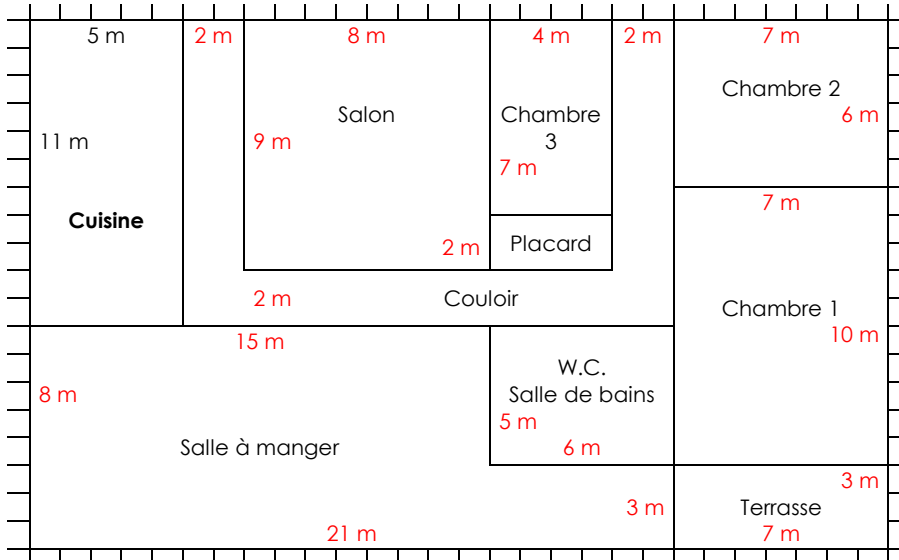 5 m
2 m
8 m
4 m
2 m
7 m
Chambre 2
6 m
Salon
Chambre
3
11 m
9 m
7 m
7 m
Cuisine
2 m
Placard
2 m
Couloir
Chambre 1
10 m
15 m
W.C.
Salle de bains
8 m
5 m
6 m
Salle à manger
3 m
3 m
Terrasse
21 m
7 m